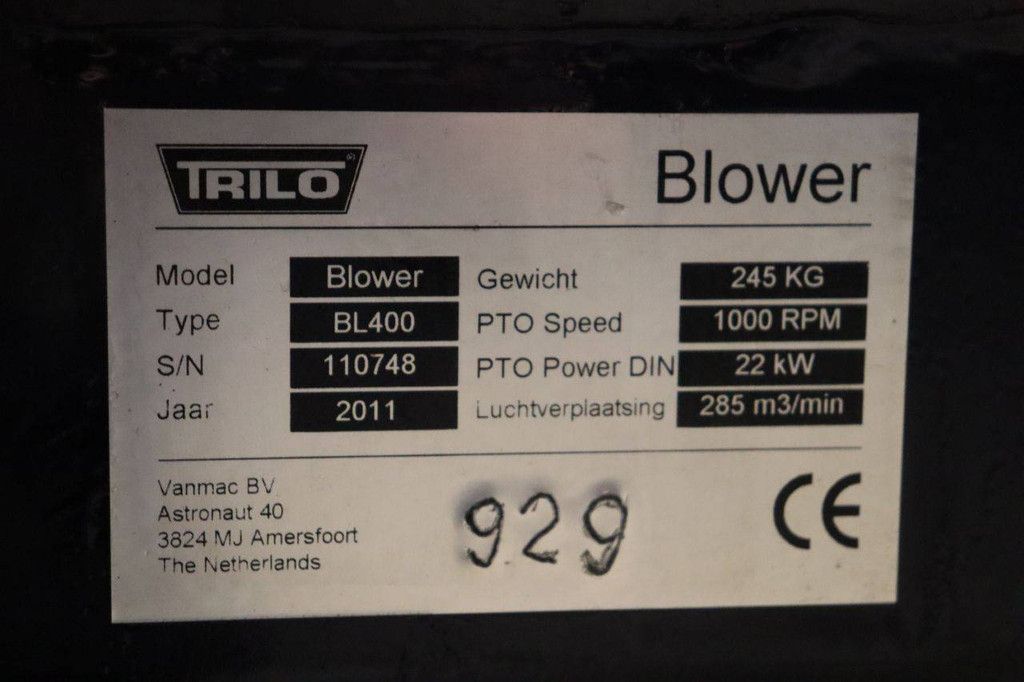 TRILO®
Blower
Model Blower Gewicht 245 KG
Type BL400 PTO Speed 1000 RPM
S/N 110748 PTO Power DIN 22 kW
Jaar 2011 Luchtverplaatsing 285 m3/min
Vanmac BV
Astronaut 40
3824 MJ Amersfoort
The Netherlands
929
CE